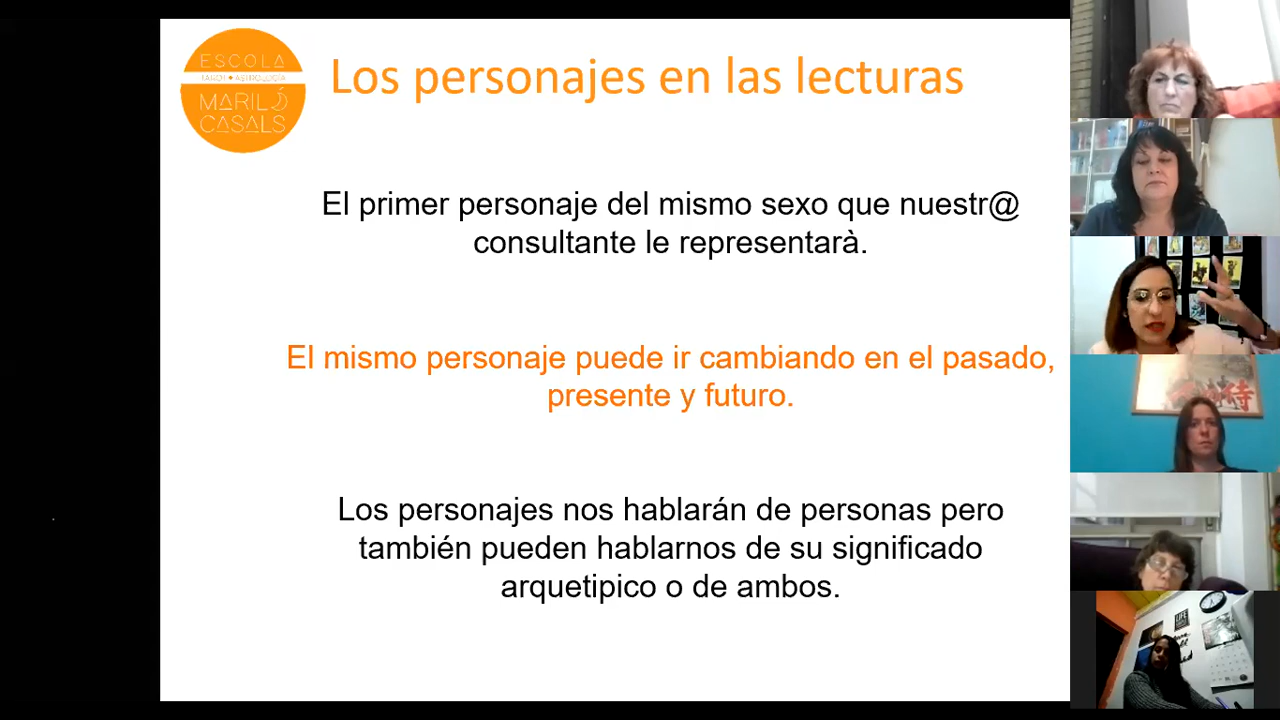 ESCOLA
TAROT • ASTROLOGÍA
MARILÓ
CASALS
Los personajes en las lecturas
El primer personaje del mismo sexo que nuestr@
consultante le representarà.
El mismo personaje puede ir cambiando en el pasado,
presente y futuro.
Los personajes nos hablarán de personas pero
también pueden hablarnos de su significado
arquetipico o de ambos.
LIFE